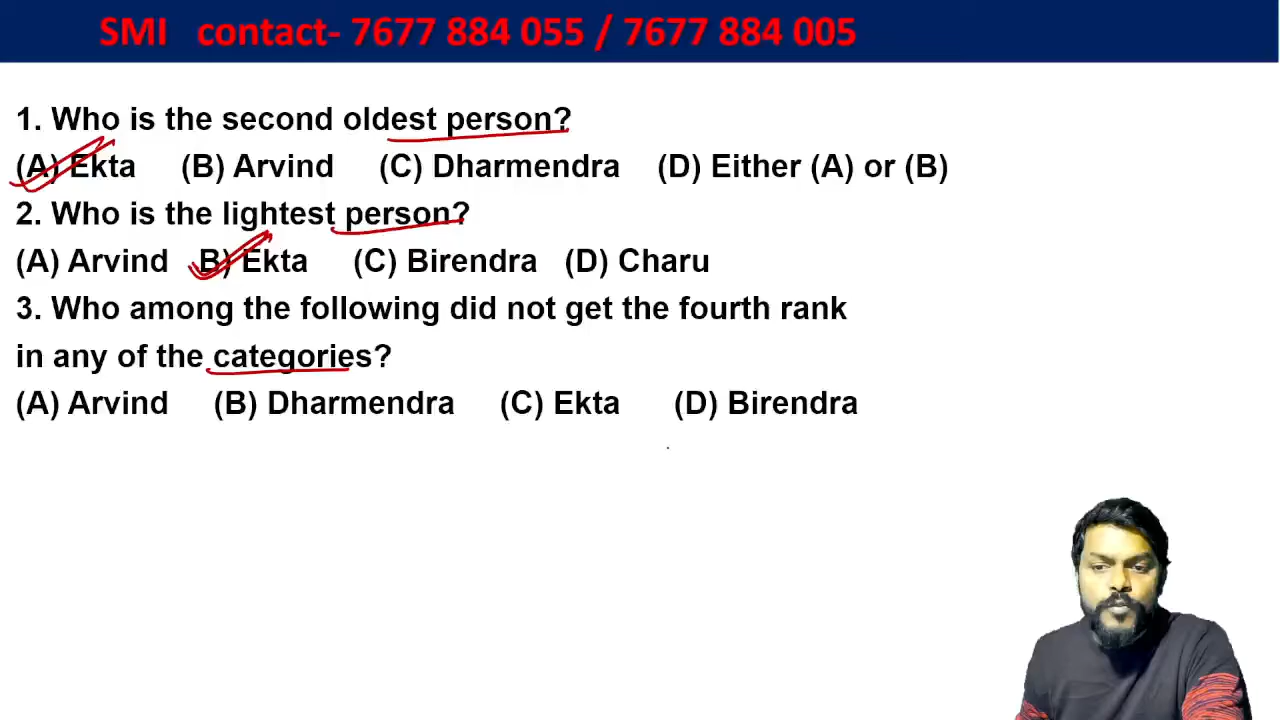 SMI contact- 7677 884 055 / 7677 884 005
1. Who is the second oldest person?
(A) Ekta (B) Arvind (C) Dharmendra (D) Either (A) or (B)
2. Who is the lightest person?
(A) Arvind B) Ekta (C) Birendra (D) Charu
3. Who among the following did not get the fourth rank
in any of the categories?
(A) Arvind (B) Dharmendra (C) Ekta (D) Birendra